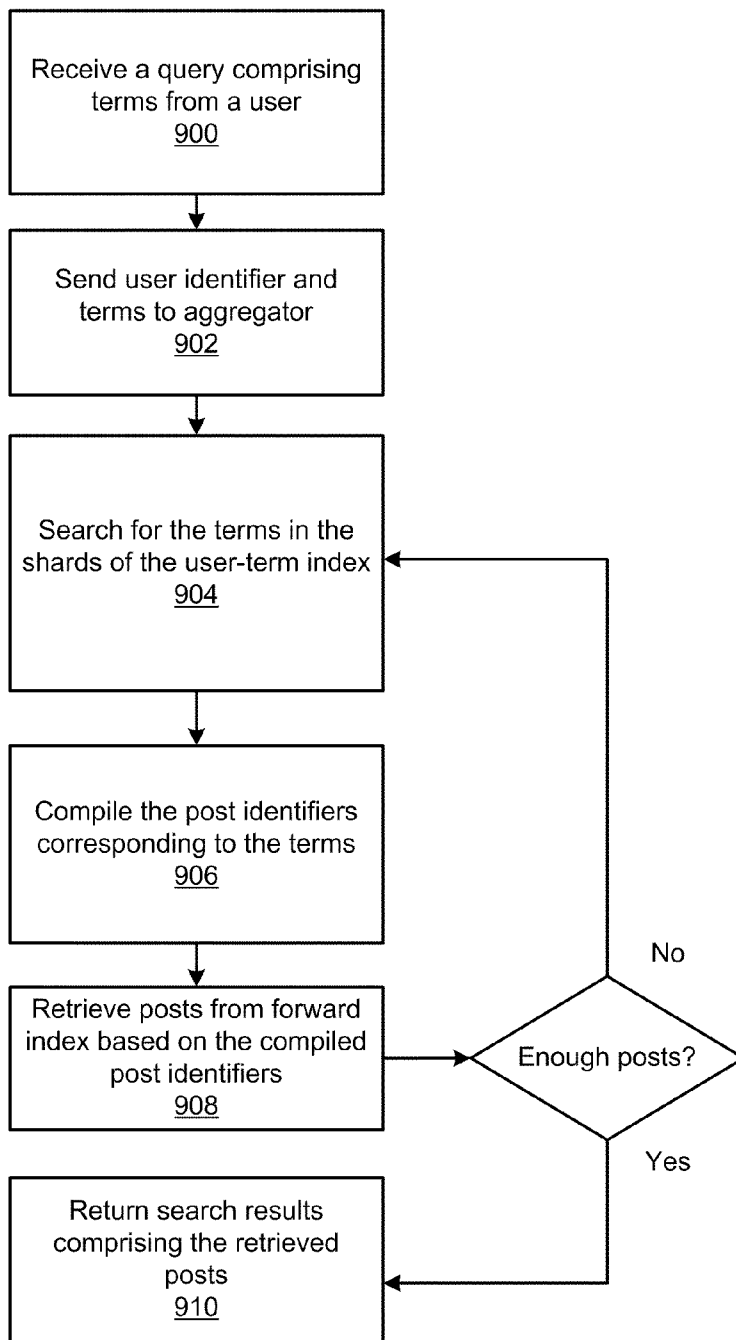 Receive a query comprising
terms from a user
900
Send user identifier and
terms to aggregator
902
Search for the terms in the
shards of the user-term index
904
Compile the post identifiers
corresponding to the terms
906
Retrieve posts from forward
index based on the compiled
post identifiers
908
No
Enough posts?
Yes
Return search results
comprising the retrieved
posts
910